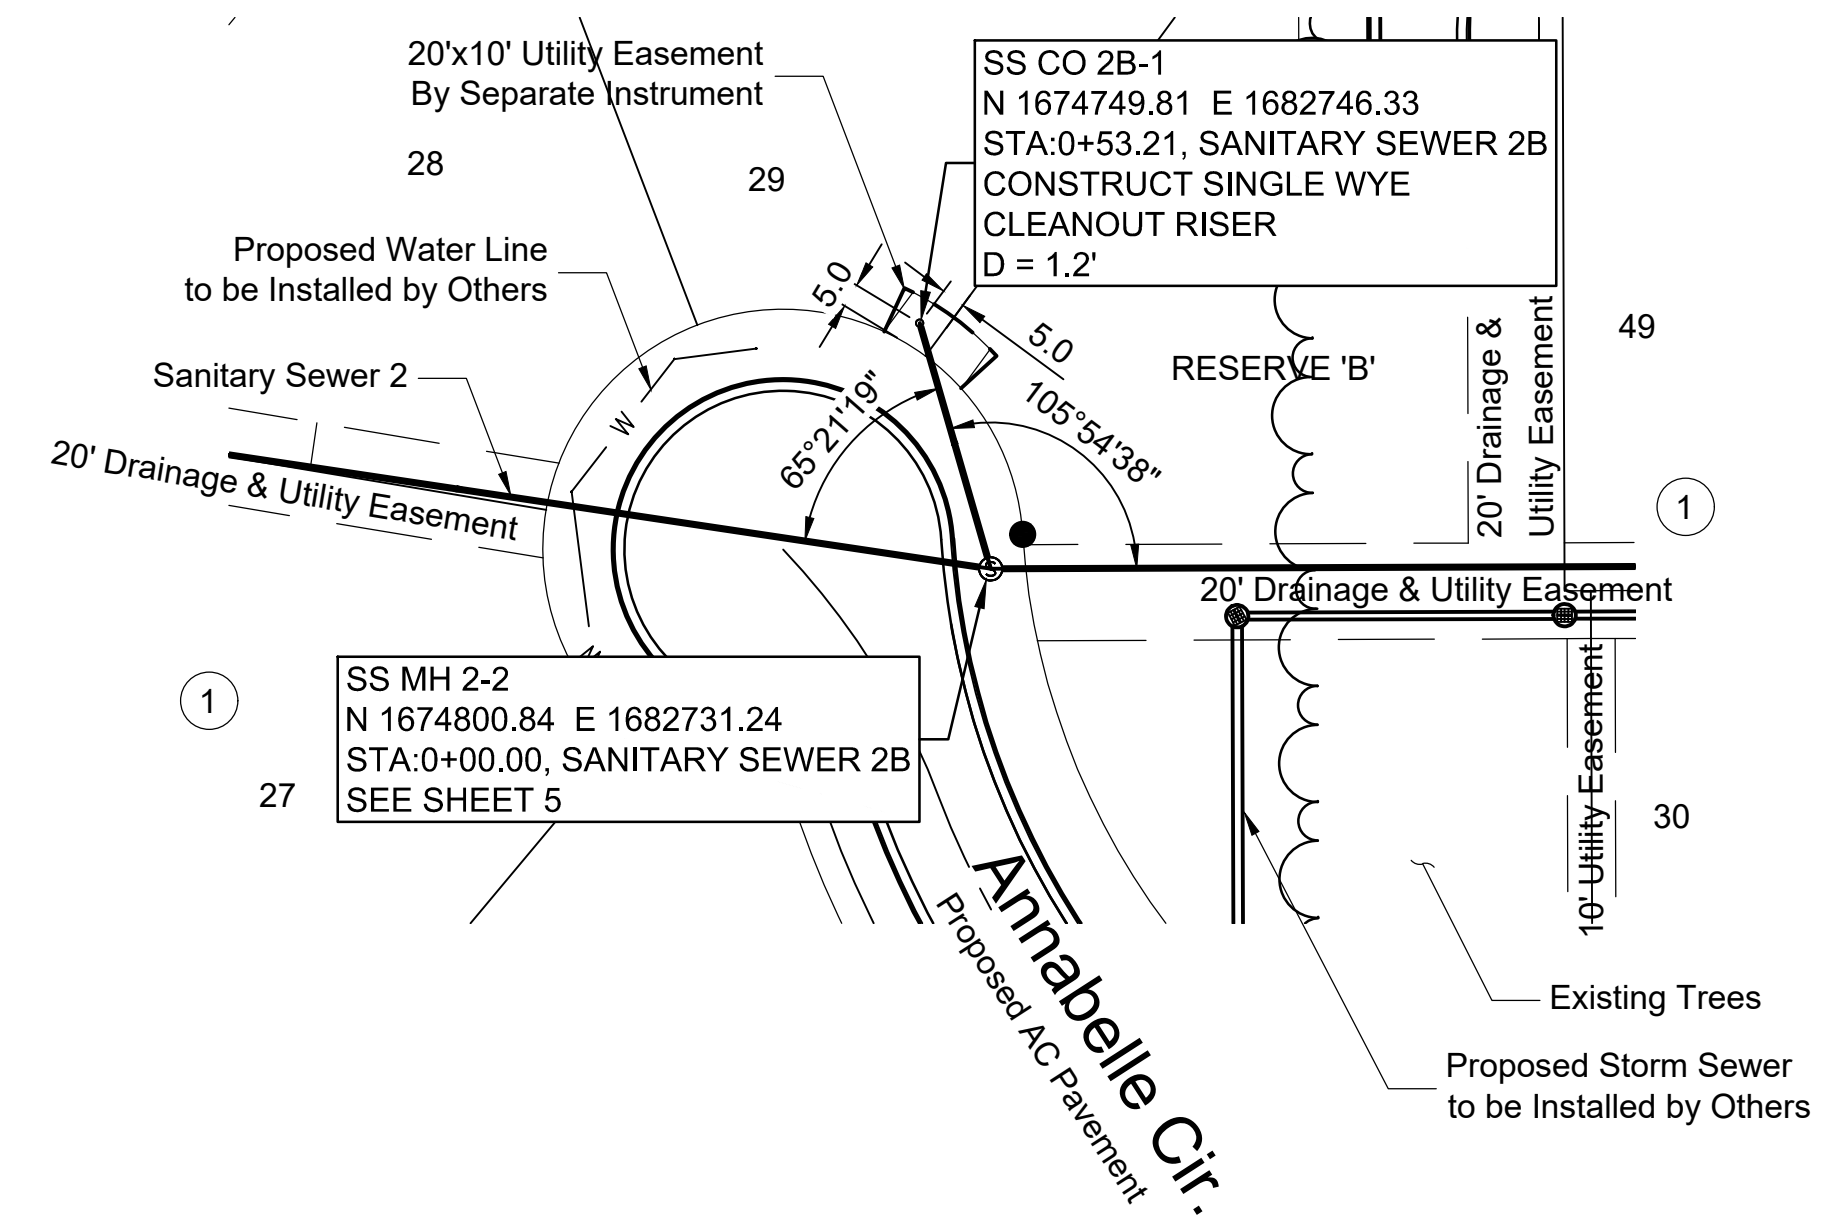 20'x10' Utility Easement
By Separate Instrument
SS CO 2B-1
N 1674749.81 E 1682746.33
STA:0+53.21, SANITARY SEWER 2B
CONSTRUCT SINGLE WYE
CLEANOUT RISER
D = 1.2'
28
29
Proposed Water Line
to be Installed by Others
5.0
5.0
49
RESERVE 'B'
20' Drainage &
Utility Easement
Sanitary Sewer 2
W
65°21'19"
105°54'38"
20' Drainage & Utility Easement
1
S
20' Drainage & Utility Easement
W
SS MH 2-2
N 1674800.84 E 1682731.24
STA:0+00.00, SANITARY SEWER 2B
SEE SHEET 5
1
27
10' Utility Easement
30
Annabelle Cir.
Proposed AC Pavement
Existing Trees
Proposed Storm Sewer
to be Installed by Others